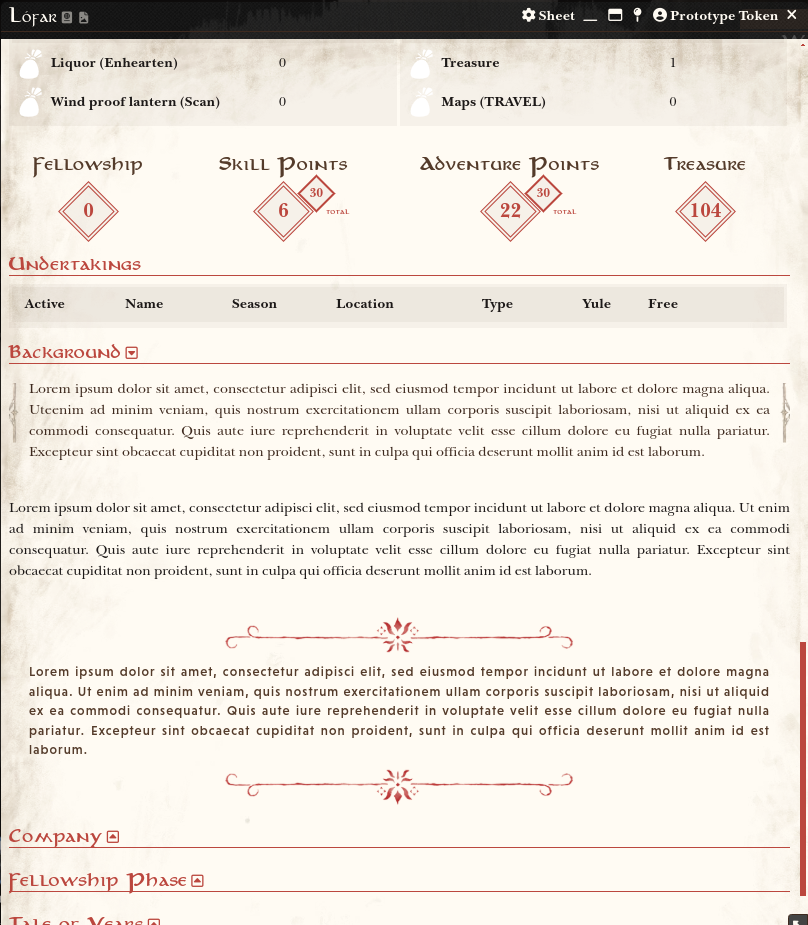 Lófar Sheet Prototype Token
Liquor (Enhearten) 0 Treasure 1
Wind proof lantern (Scan) 0 Maps (TRAVEL) 0
Fellowship Skill Points Adventure Points Treasure
0 6 30 total 22 30 total 104
Undertakings
Active Name Season Location Type Yule Free
Background
Lorem ipsum dolor sit amet, consectetur adipisci elit, sed eiusmod tempor incidunt ut labore et dolore magna aliqua.
Uteenim ad minim veniam, quis nostrum exercitationem ullam corporis suscipit laboriosam, nisi ut aliquid ex ea
commodi consequatur. Quis aute iure reprehenderit in voluptate velit esse cillum dolore eu fugiat nulla pariatur.
Excepteur sint obcaecat cupiditat non proident, sunt in culpa qui officia deserunt mollit anim id est laborum.
Lorem ipsum dolor sit amet, consectetur adipisci elit, sed eiusmod tempor incidunt ut labore et dolore magna aliqua. Ut enim
ad minim veniam, quis nostrum exercitationem ullam corporis suscipit laboriosam, nisi ut aliquid ex ea commodi
consequatur. Quis aute iure reprehenderit in voluptate velit esse cillum dolore eu fugiat nulla pariatur. Excepteur sint
obcaecat cupiditat non proident, sunt in culpa qui officia deserunt mollit anim id est laborum.
Lorem ipsum dolor sit amet, consectetur adipisci elit, sed eiusmod tempor incidunt ut labore et dolore magna
aliqua. Ut enim ad minim veniam, quis nostrum exercitationem ullam corporis suscipit laboriosam, nisi ut aliquid
ex ea commodi consequatur. Quis aute iure reprehenderit in voluptate velit esse cillum dolore eu fugiat nulla
pariatur. Excepteur sint obcaecat cupiditat non proident, sunt in culpa qui officia deserunt mollit anim id est
laborum.
Company
Fellowship Phase
Tale of Years